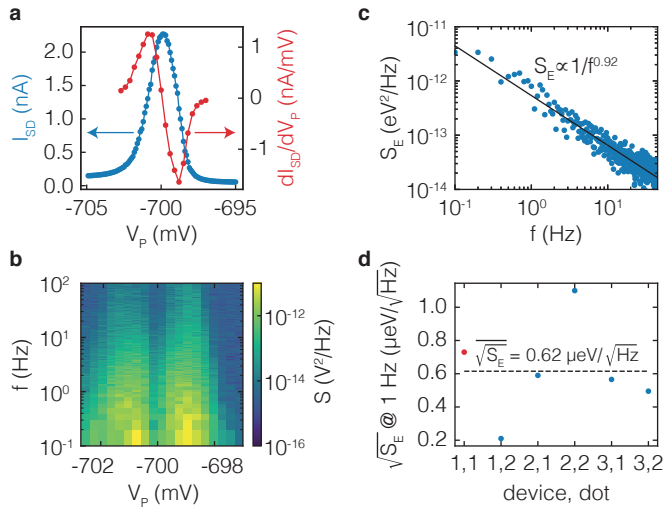 a
I_SD (nA)
2.0
1.5
1.0
0.5
0.0
1
0
-1
dI_SD/dV_P (nA/mV)
-705
-700
-695
V_P (mV)
b
f (Hz)
10^2
10^1
10^0
10^-1
-702
-700
-698
V_P (mV)
10^-12
10^-14
10^-16
S (V^2/Hz)
c
S_E (eV^2/Hz)
10^-11
10^-12
10^-13
10^-14
S_E∝1/f^0.92
10^-1
10^0
10^1
f (Hz)
d
√S_E @ 1 Hz (μeV/√Hz)
1.0
0.8
0.6
0.4
0.2
√S_E = 0.62 μeV/√Hz
1,1
1,2
2,1
2,2
3,1
3,2
device, dot